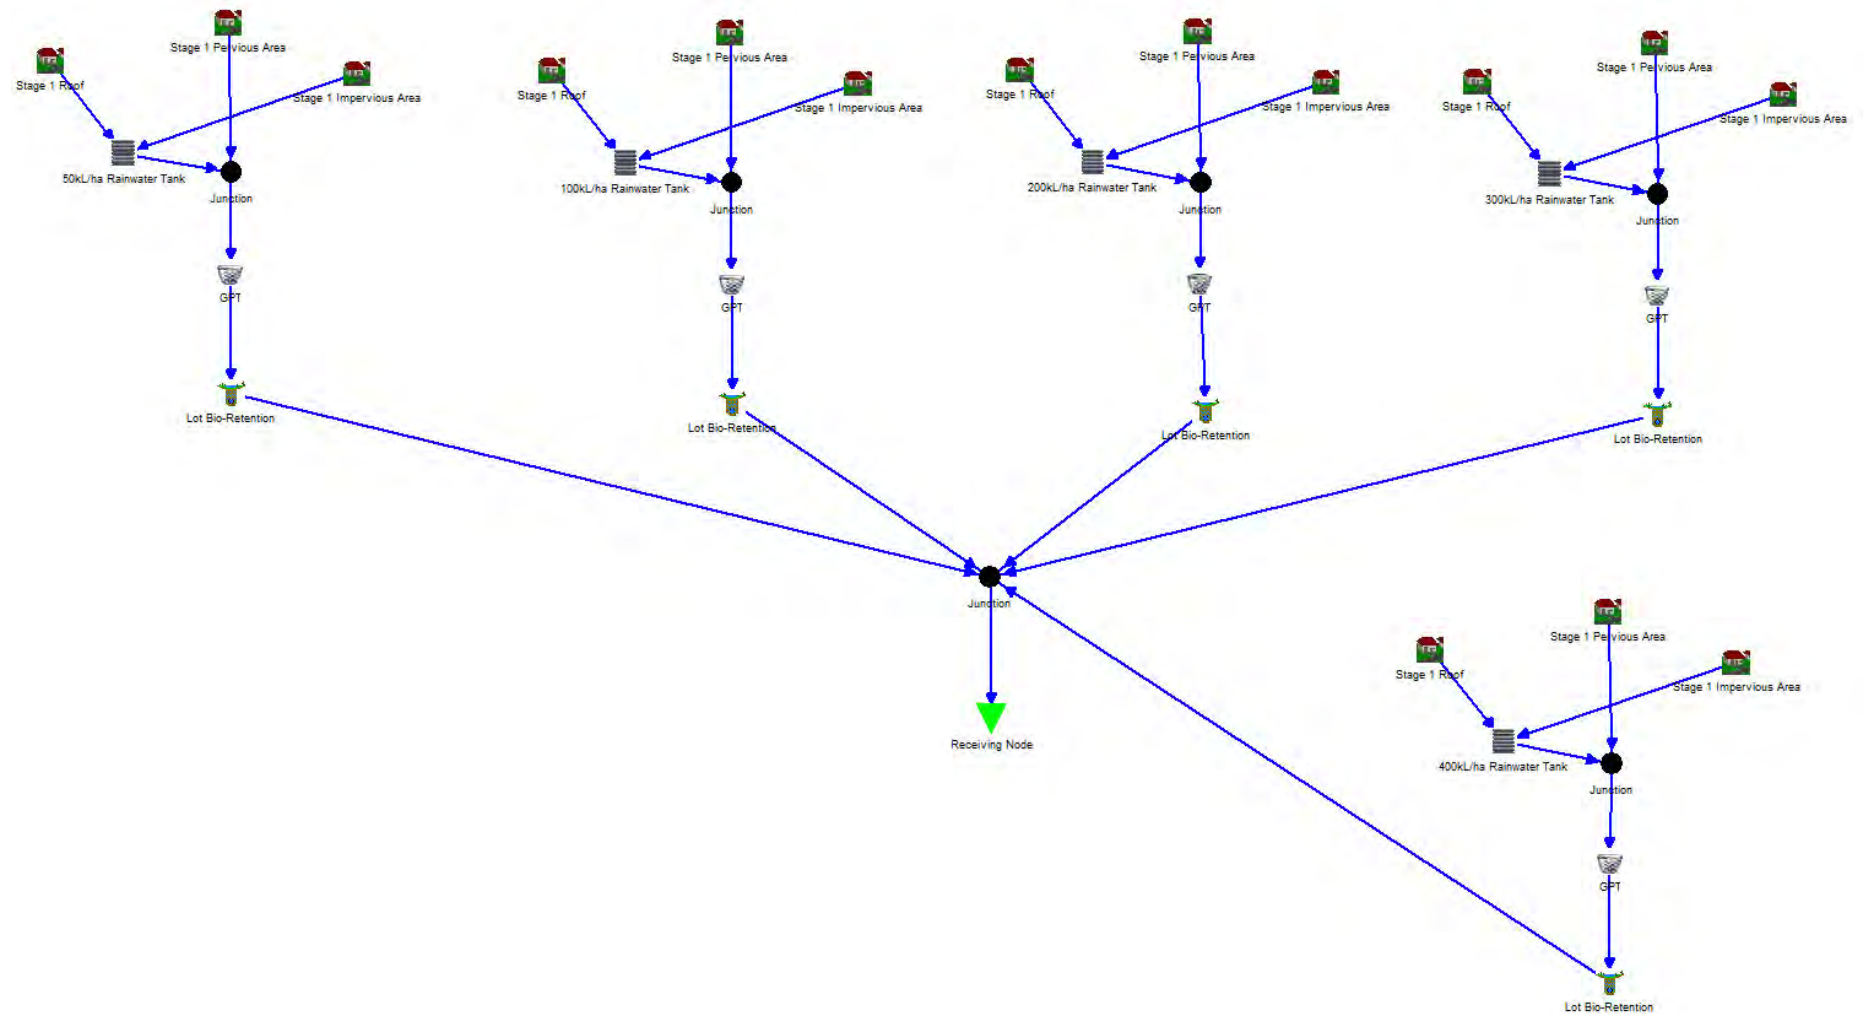 Stage 1 Pervious Area
Stage 1 Roof
Stage 1 Impervious Area
50kL/ha Rainwater Tank
Junction
GPT
Lot Bio-Retention
Stage 1 Pervious Area
Stage 1 Roof
Stage 1 Impervious Area
100kL/ha Rainwater Tank
Junction
GPT
Lot Bio-Retention
Stage 1 Pervious Area
Stage 1 Roof
Stage 1 Impervious Area
200kL/ha Rainwater Tank
Junction
GPT
Lot Bio-Retention
Stage 1 Pervious Area
Stage 1 Roof
Stage 1 Impervious Area
300kL/ha Rainwater Tank
Junction
GPT
Lot Bio-Retention
Junction
Receiving Node
Stage 1 Pervious Area
Stage 1 Roof
Stage 1 Impervious Area
400kL/ha Rainwater Tank
Junction
GPT
Lot Bio-Retention